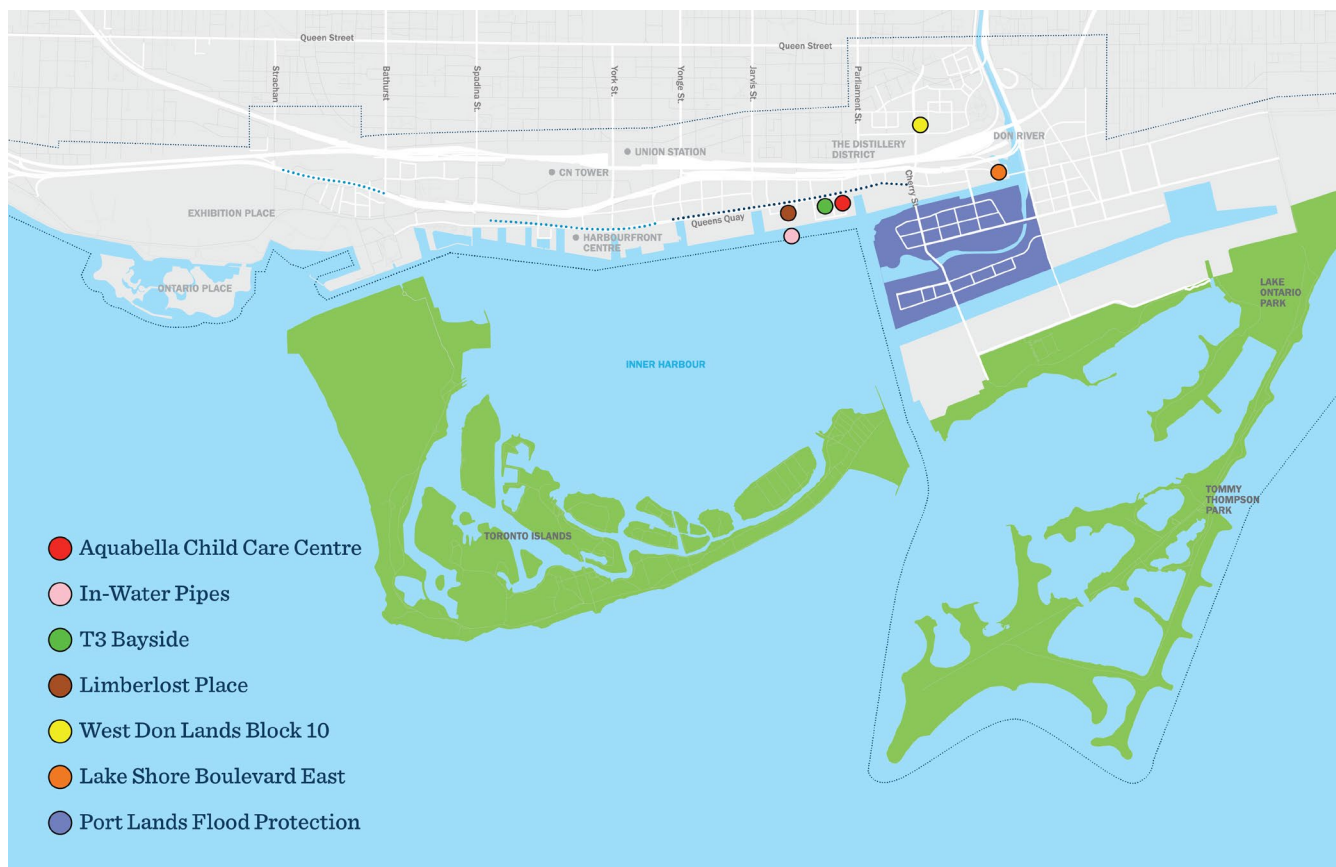 Queen Street
Queen Street
Strachan
Bathurst
Spadina St.
York St.
Yonge St.
Jarvis St.
Parliament St.
DON RIVER
THE DISTILLERY
DISTRICT
UNION STATION
CN TOWER
Cherry St.
EXHIBITION PLACE
Queens Quay
HARBOURFRONT
CENTRE
ONTARIO PLACE
LAKE
ONTARIO
PARK
INNER HARBOUR
TOMMY
THOMPSON
PARK
TORONTO ISLANDS
Aquabella Child Care Centre
In-Water Pipes
T3 Bayside
Limberlost Place
West Don Lands Block 10
Lake Shore Boulevard East
Port Lands Flood Protection